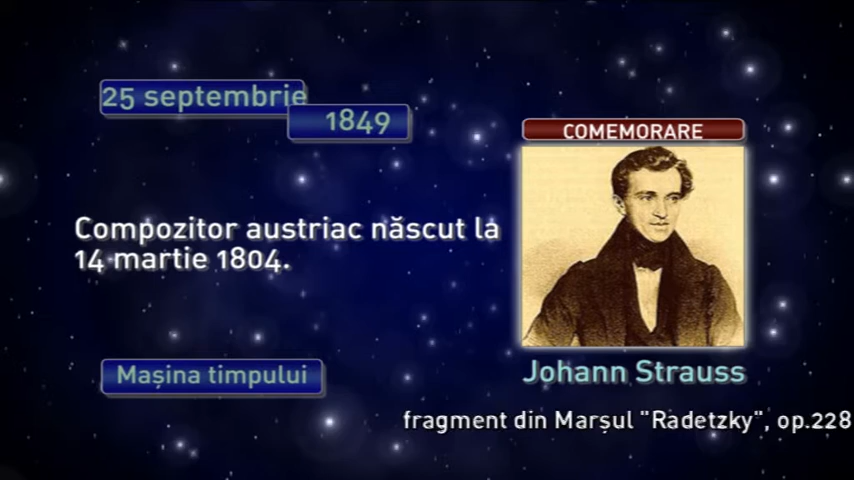 25 septembrie
1849
COMEMORARE
Compozitor austriac născut la
14 martie 1804.
Mașina timpului
Johann Strauss
fragment din Marșul "Radetzky", op.228